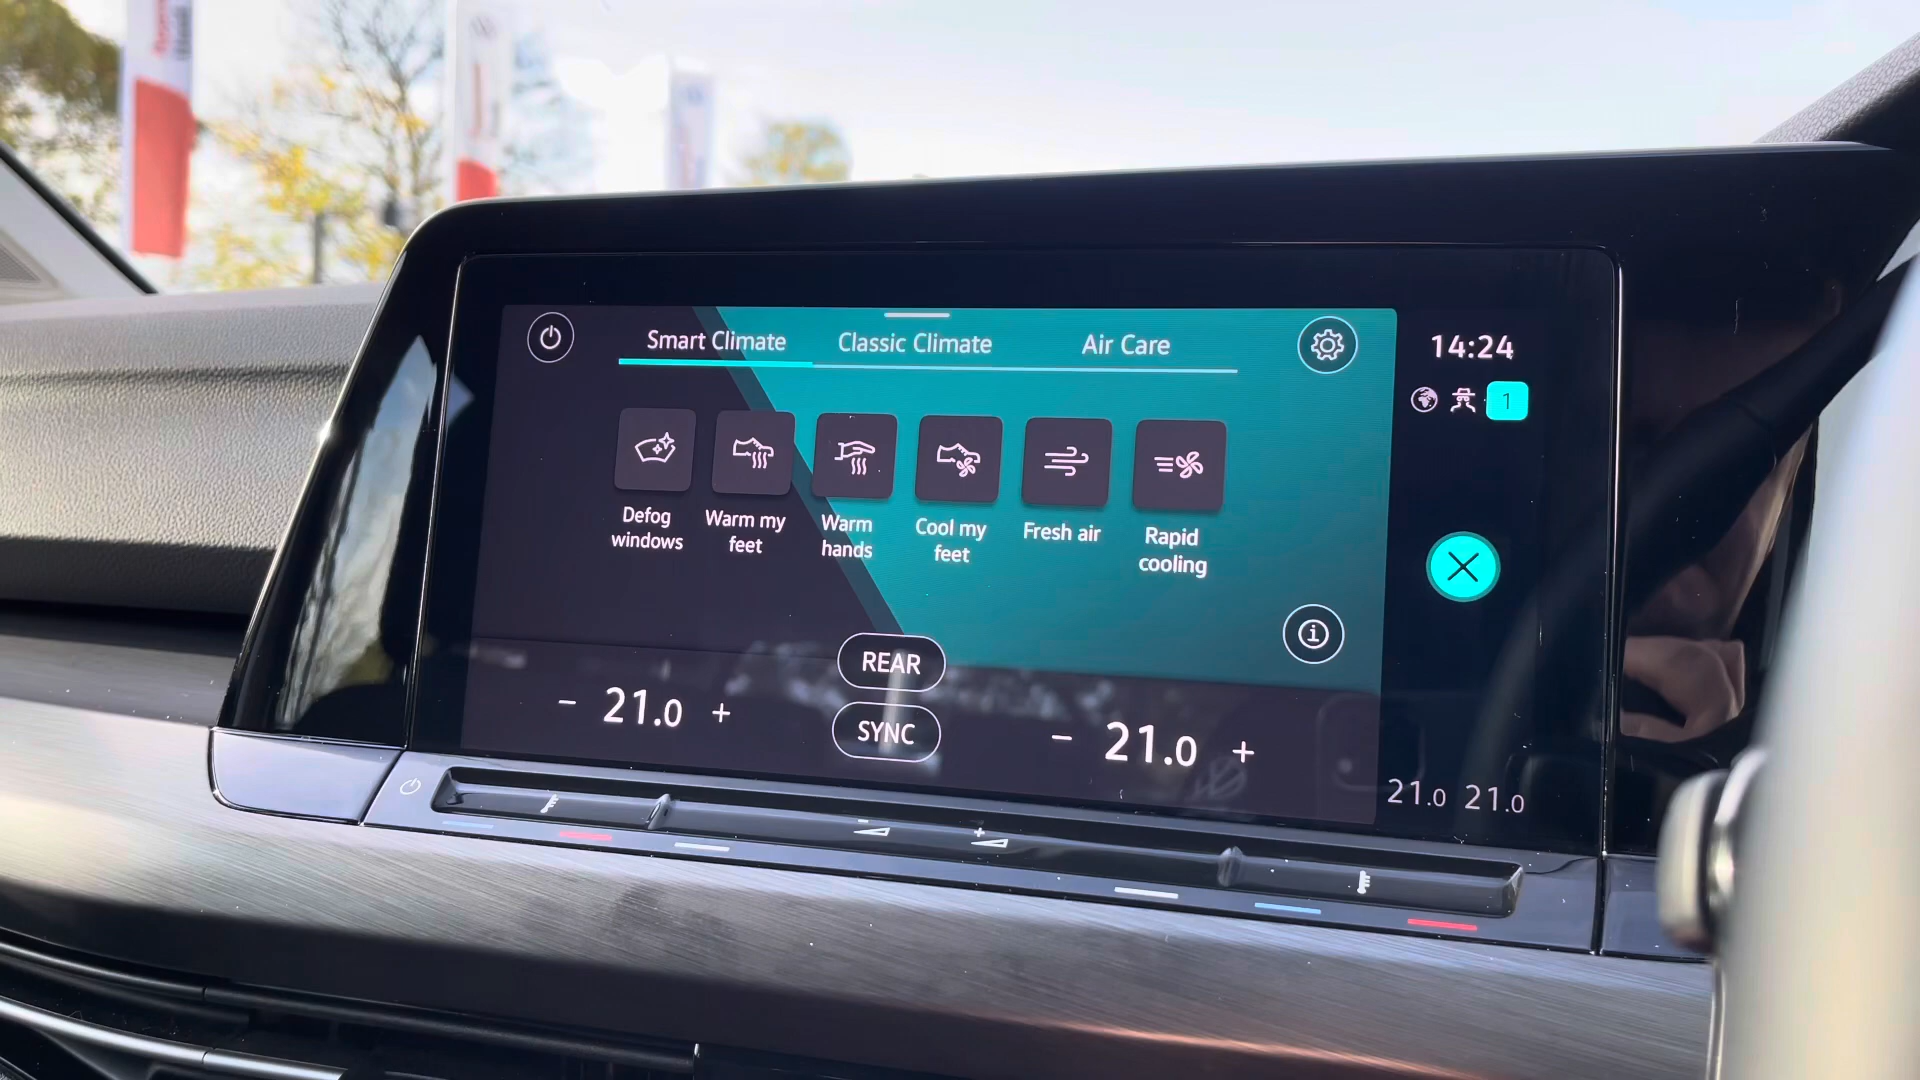 Smart Climate
Classic Climate
Air Care
14:24
1
Defog
windows
Warm my
feet
Warm
hands
Cool my
feet
Fresh air
Rapid
cooling
REAR
− 21.0 +
SYNC
− 21.0 +
21.0 21.0